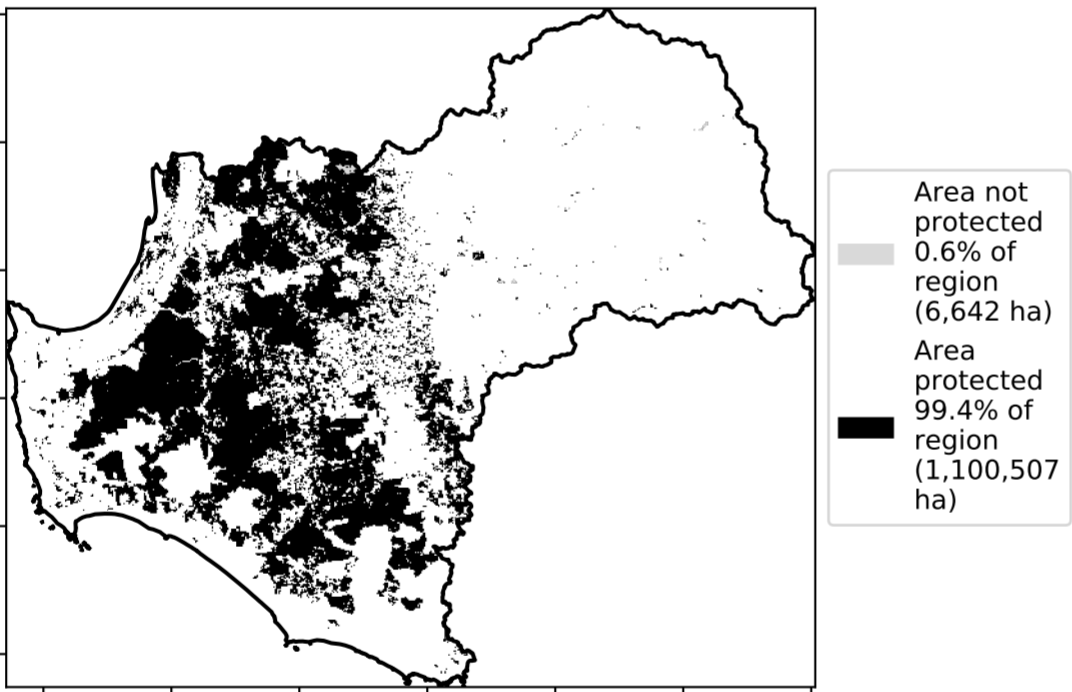 Area not
protected
0.6% of
region
(6,642 ha)
Area
protected
99.4% of
region
(1,100,507
ha)